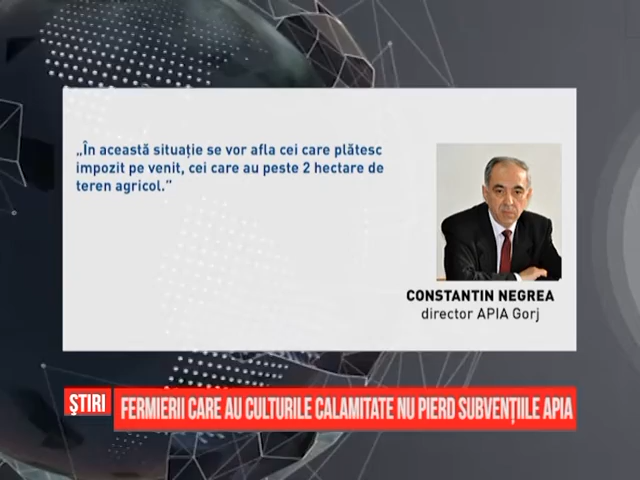 „În această situație se vor afla cei care plătesc
impozit pe venit, cei care au peste 2 hectare de
teren agricol.”
CONSTANTIN NEGREA
director APIA Gorj
ŞTIRI
FERMIERII CARE AU CULTURILE CALAMITATE NU PIERD SUBVENȚIILE APIA